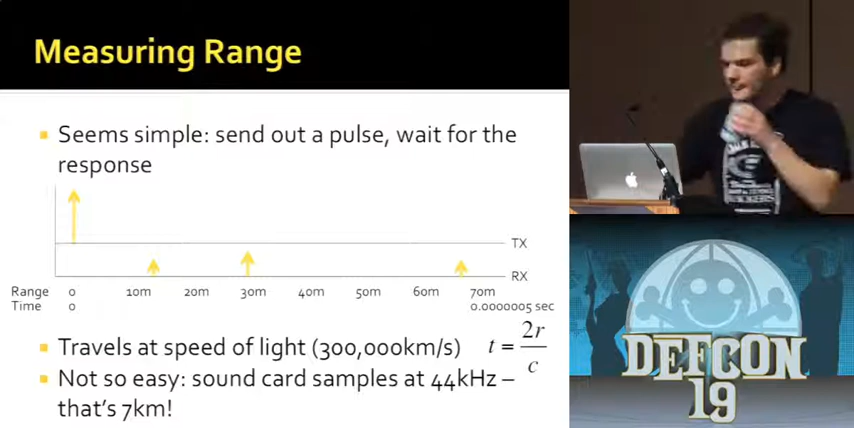 Measuring Range
Seems simple: send out a pulse, wait for the
response
TX
RX
Range 0 10m 20m 30m 40m 50m 60m 70m
Time 0 0.0000005 sec
Travels at speed of light (300,000km/s) t = 2r/c
Not so easy: sound card samples at 44kHz –
that's 7km!
DEFCON
19